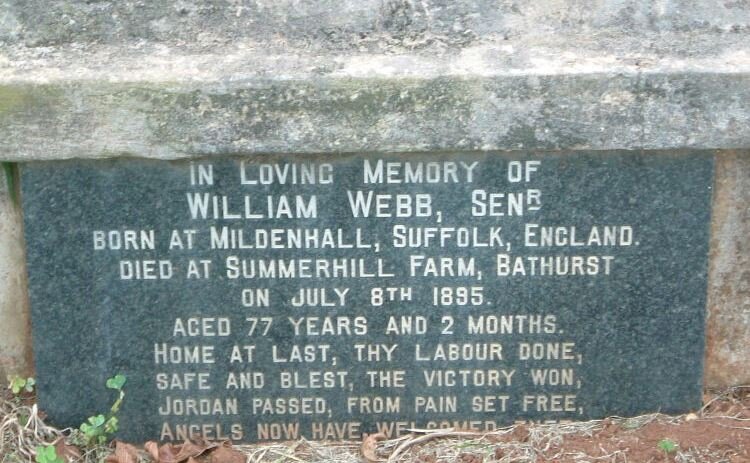 In Loving Memory of
William Webb, Senr
born at Mildenhall, Suffolk, England.
died at Summerhill Farm, Bathurst
on July 8th 1895.
aged 77 years and 2 months.
Home at last, thy labour done,
safe and blest, the victory won,
Jordan passed, from pain set free,
Angels now have welcomed